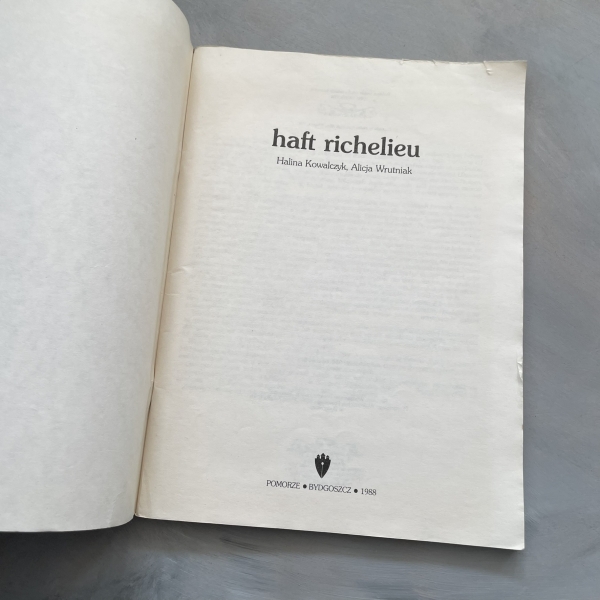 haft richelieu
Halina Kowalczyk, Alicja Wrutniak
POMORZE • BYDGOSZCZ • 1988